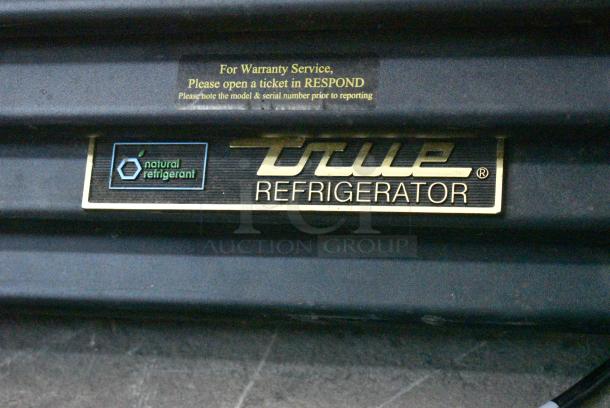 For Warranty Service,
Please open a ticket in RESPOND
Please note the model & serial number prior to reporting
natural
refrigerant
True®
REFRIGERATOR
PCI
AUCTION GROUP